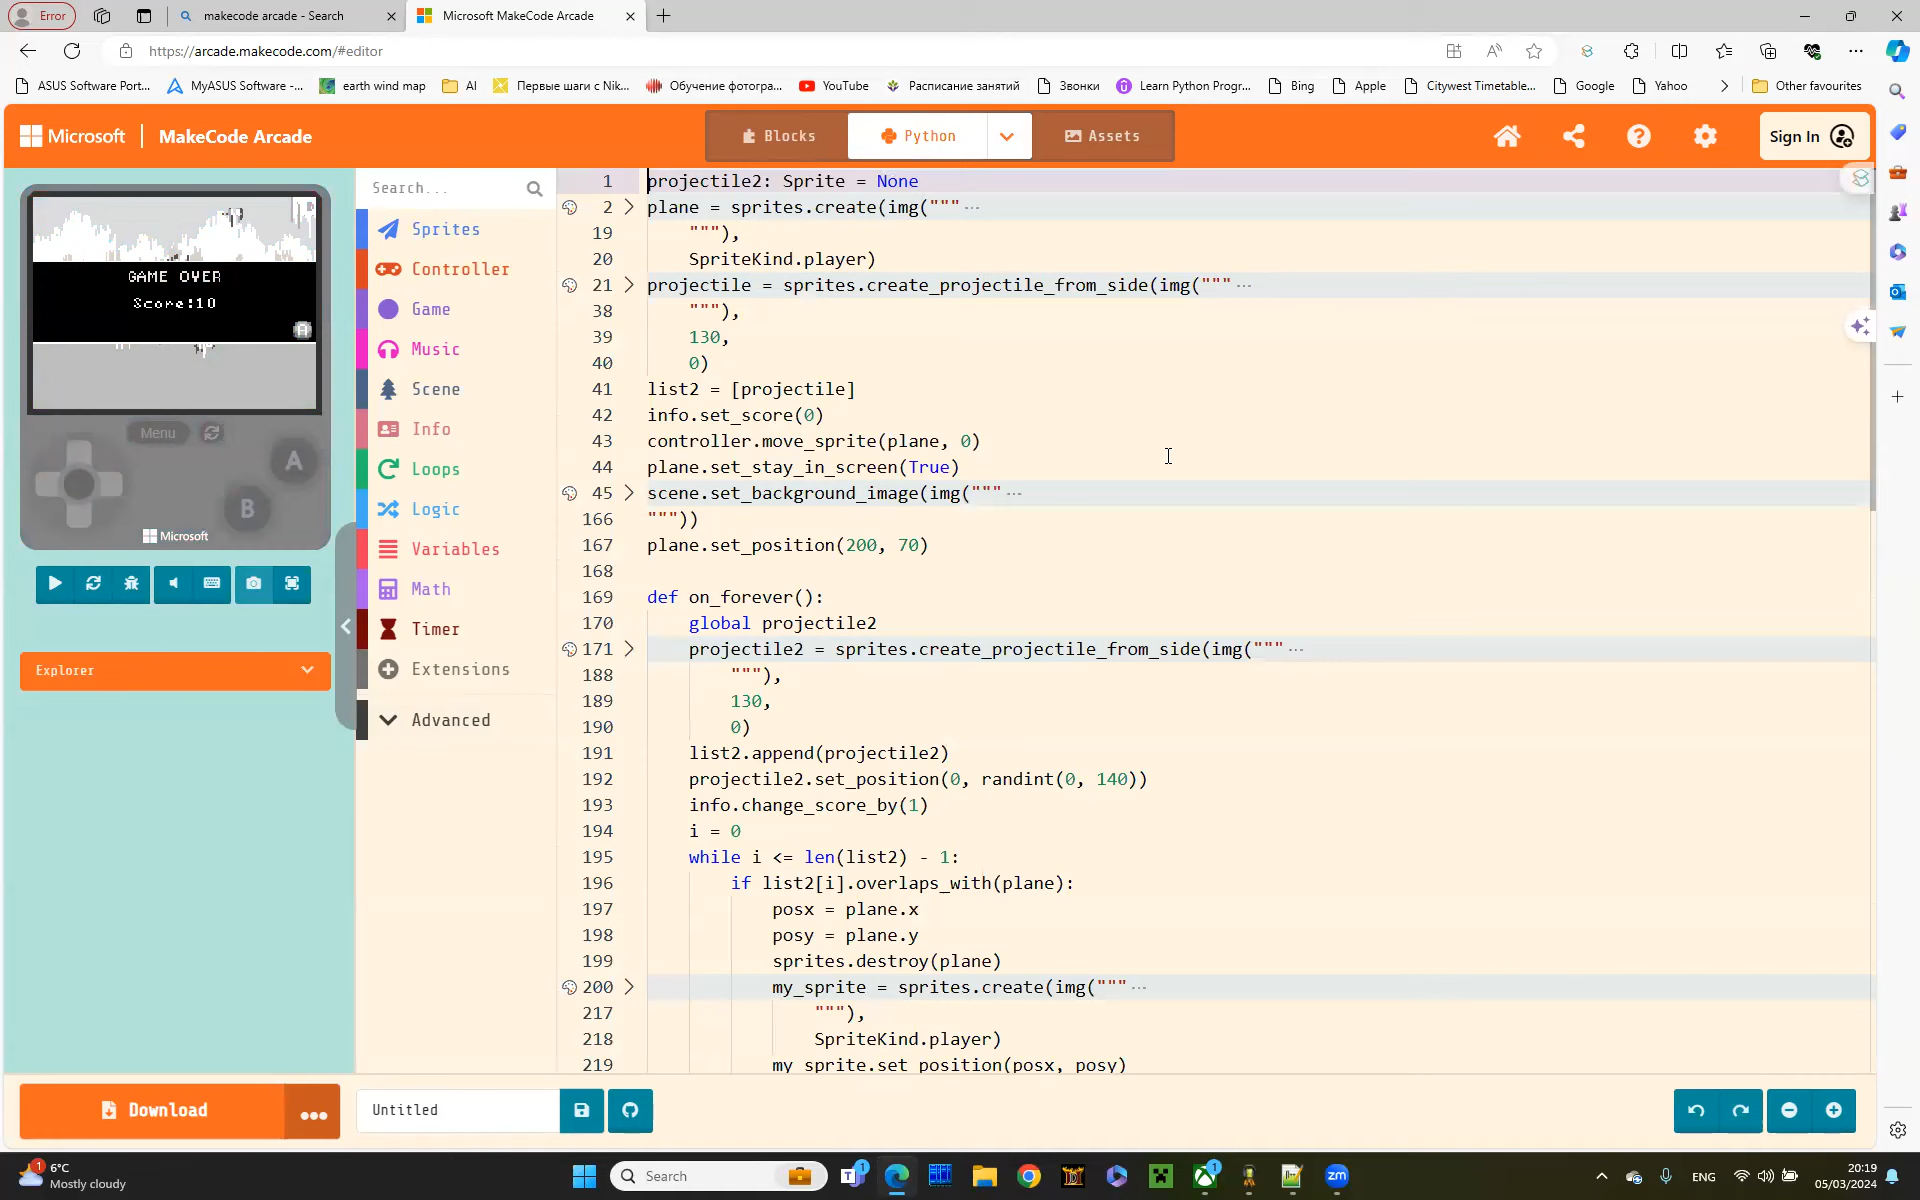 Error
makecode arcade - Search
Microsoft MakeCode Arcade
https://arcade.makecode.com/#editor
ASUS Software Port...
MyASUS Software -...
earth wind map
AI
Первые шаги с Nik...
Обучение фотогра...
YouTube
Расписание занятий
Звонки
Learn Python Progr...
Bing
Apple
Citywest Timetable...
Google
Yahoo
Other favourites
Microsoft
MakeCode Arcade
Blocks
Python
Assets
Sign In
GAME OVER
Score:10
A
Menu
A
B
Microsoft
Explorer
Search...
Sprites
Controller
Game
Music
Scene
Info
Loops
Logic
Variables
Math
Timer
Extensions
Advanced
1 projectile2: Sprite = None
2 plane = sprites.create(img(""" ...
19 """),
20 SpriteKind.player)
21 projectile = sprites.create_projectile_from_side(img(""" ...
38 """),
39 130,
40 0)
41 list2 = [projectile]
42 info.set_score(0)
43 controller.move_sprite(plane, 0)
44 plane.set_stay_in_screen(True)
45 scene.set_background_image(img(""" ...
166 """))
167 plane.set_position(200, 70)
168
169 def on_forever():
170 global projectile2
171 projectile2 = sprites.create_projectile_from_side(img(""" ...
188 """),
189 130,
190 0)
191 list2.append(projectile2)
192 projectile2.set_position(0, randint(0, 140))
193 info.change_score_by(1)
194 i = 0
195 while i <= len(list2) - 1:
196 if list2[i].overlaps_with(plane):
197 posx = plane.x
198 posy = plane.y
199 sprites.destroy(plane)
200 my_sprite = sprites.create(img(""" ...
217 """),
218 SpriteKind.player)
219 my_sprite.set_position(posx, posy)
Download
Untitled
1
6°C
Mostly cloudy
Search
1
1
zm
ENG
20:19
05/03/2024